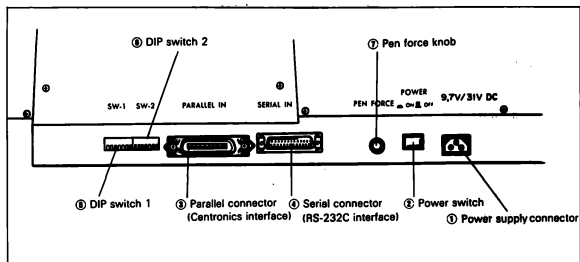 ⑥ DIP switch 2
⑦ Pen force knob
SW-1 SW-2 PARALLEL IN SERIAL IN PEN FORCE POWER ON OFF 9,7V/31V DC
⑤ DIP switch 1
③ Parallel connector
(Centronics interface)
④ Serial connector
(RS-232C interface)
② Power switch
① Power supply connector